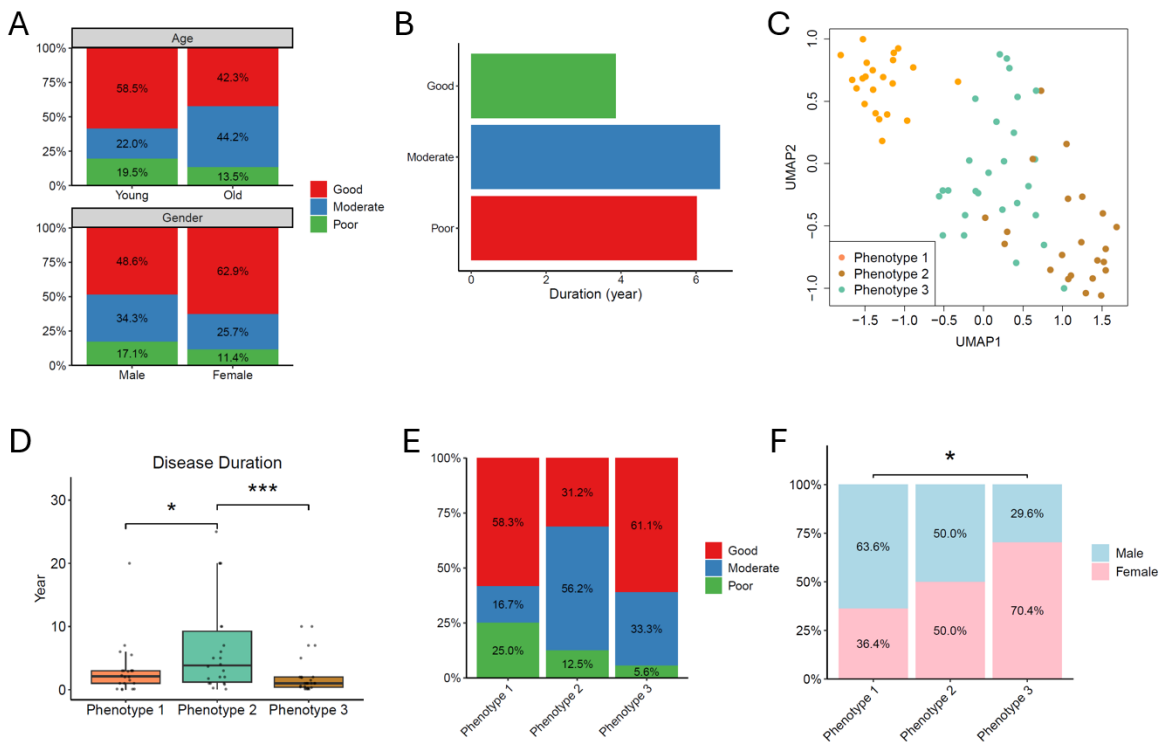 A
Age
100%
75%
50%
25%
0%
58.5%
22.0%
19.5%
42.3%
44.2%
13.5%
Young
Old
Gender
100%
75%
50%
25%
0%
48.6%
34.3%
17.1%
62.9%
25.7%
11.4%
Male
Female
Good
Moderate
Poor
B
Good
Moderate
Poor
0
2
4
6
Duration (year)
C
UMAP2
1.0
0.5
0.0
−0.5
−1.0
Phenotype 1
Phenotype 2
Phenotype 3
−1.5
−1.0
−0.5
0.0
0.5
1.0
1.5
UMAP1
D
Disease Duration
Year
30
20
10
0
*
***
Phenotype 1
Phenotype 2
Phenotype 3
E
100%
75%
50%
25%
0%
58.3%
16.7%
25.0%
31.2%
56.2%
12.5%
61.1%
33.3%
5.6%
Phenotype 1
Phenotype 2
Phenotype 3
Good
Moderate
Poor
F
*
100%
75%
50%
25%
0%
63.6%
36.4%
50.0%
50.0%
29.6%
70.4%
Phenotype 1
Phenotype 2
Phenotype 3
Male
Female